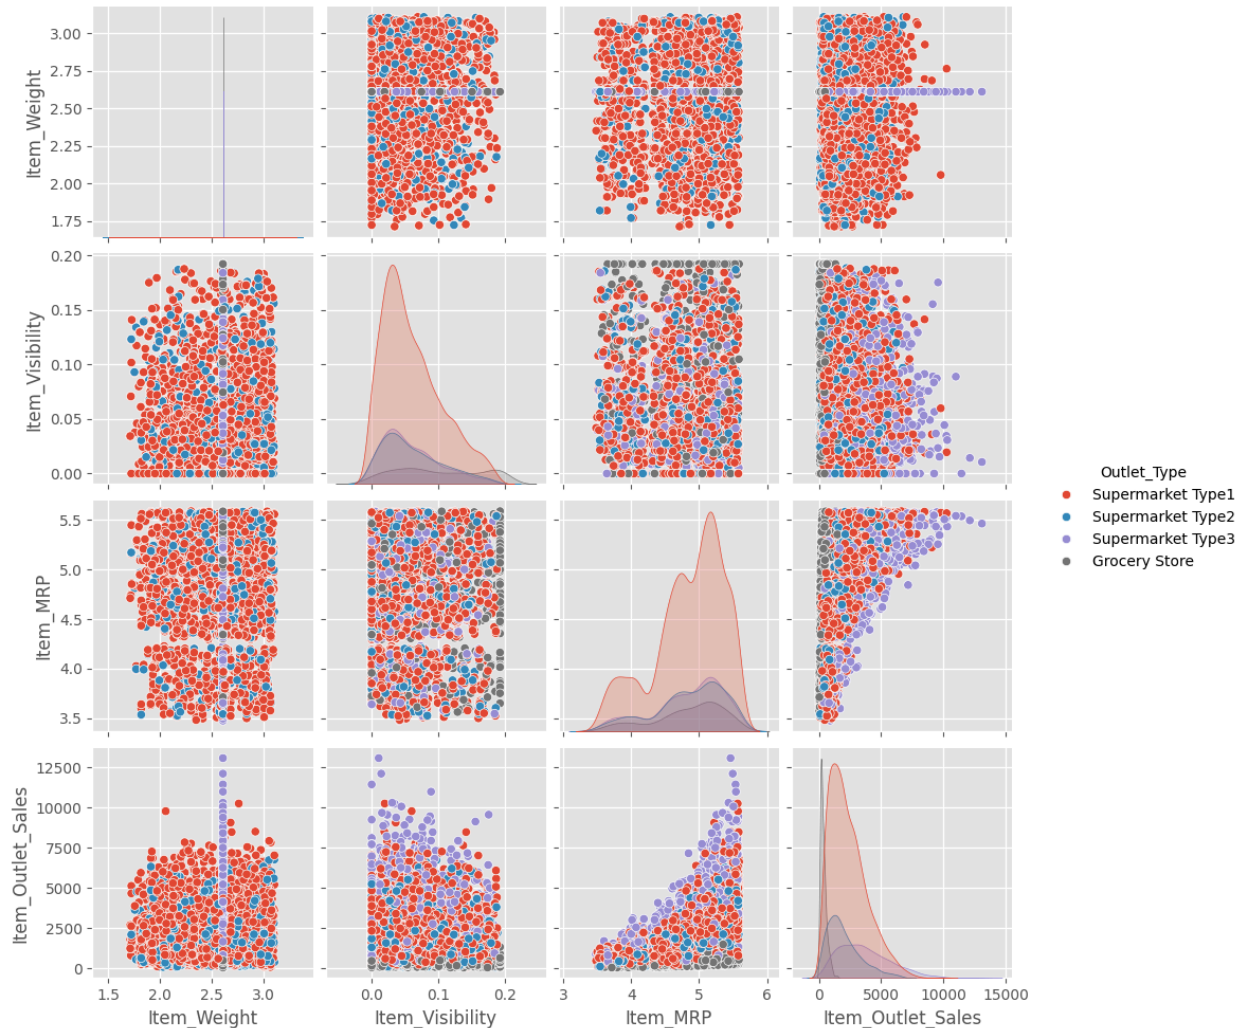 3.00
2.75
2.50
2.25
2.00
1.75
Item_Weight
0.20
0.15
0.10
0.05
0.00
Item_Visibility
5.5
5.0
4.5
4.0
3.5
Item_MRP
12500
10000
7500
5000
2500
0
Item_Outlet_Sales
1.5 2.0 2.5 3.0
Item_Weight
0.0 0.1 0.2
Item_Visibility
3 4 5 6
Item_MRP
0 5000 10000 15000
Item_Outlet_Sales
Outlet_Type
Supermarket Type1
Supermarket Type2
Supermarket Type3
Grocery Store